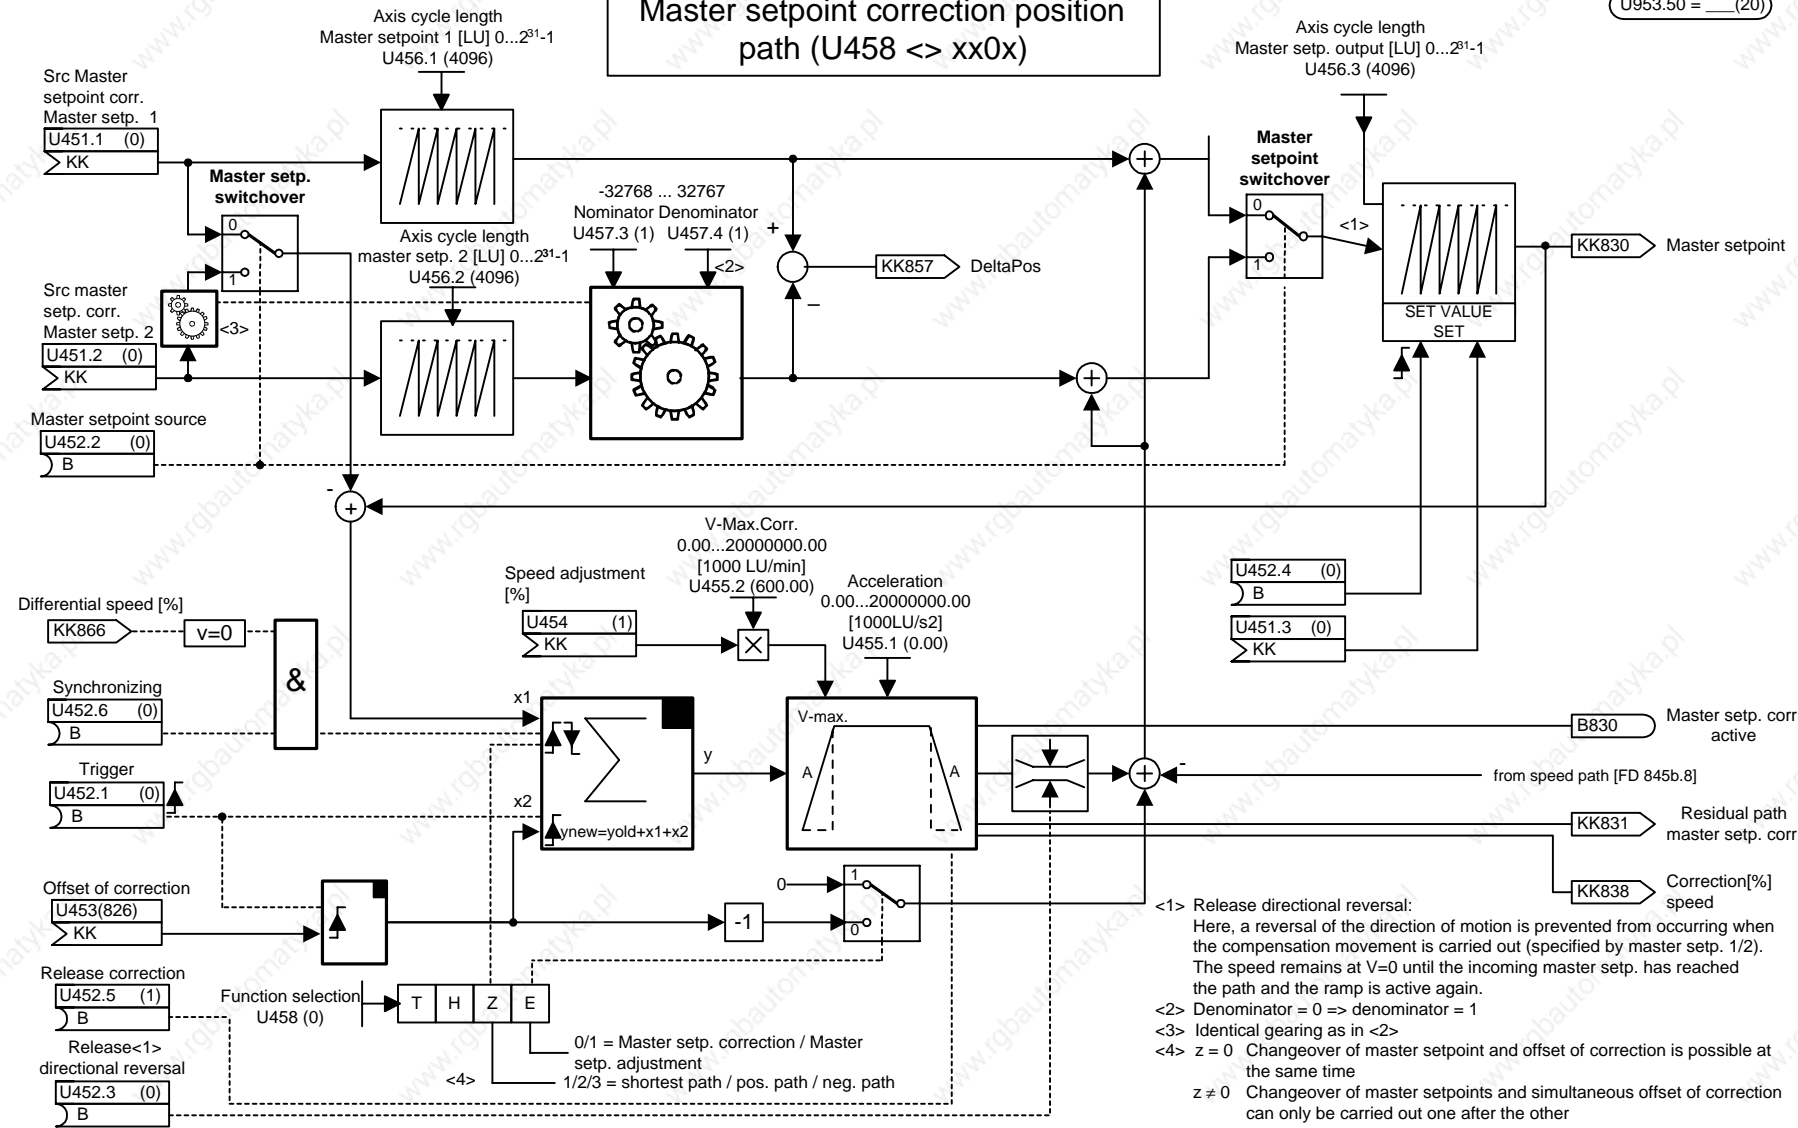 Master setpoint correction position
path (U458 <> xx0x)
U953.50 = ___(20)
Axis cycle length
Master setpoint 1 [LU] 0...2³¹-1
U456.1 (4096)
Axis cycle length
Master setp. output [LU] 0...2³¹-1
U456.3 (4096)
Src Master
setpoint corr.
Master setp. 1
U451.1 (0)
KK
Master setp.
switchover
0
1
-32768 ... 32767
Nominator Denominator
U457.3 (1) U457.4 (1)
<2>
Axis cycle length
master setp. 2 [LU] 0...2³¹-1
U456.2 (4096)
+
+
–
KK857
DeltaPos
Master
setpoint
switchover
0
1
<1>
SET VALUE
SET
KK830
Master setpoint
Src master
setp. corr.
Master setp. 2
U451.2 (0)
KK
<3>
+
Master setpoint source
U452.2 (0)
B
-
+
V-Max.Corr.
0.00...20000000.00
[1000 LU/min]
U455.2 (600.00)
Speed adjustment
[%]
U454 (1)
KK
Acceleration
0.00...20000000.00
[1000LU/s2]
U455.1 (0.00)
U452.4 (0)
B
U451.3 (0)
KK
Differential speed [%]
KK866
v=0
&
Synchronizing
U452.6 (0)
B
Trigger
U452.1 (0)
B
x1
x2
ynew=yold+x1+x2
y
V-max.
A
A
B830
Master setp. corr
active
+
-
from speed path [FD 845b.8]
KK831
Residual path
master setp. corr
KK838
Correction[%]
speed
Offset of correction
U453(826)
KK
-1
0
1
0
Release correction
U452.5 (1)
B
Function selection
U458 (0)
T H Z E
Release<1>
directional reversal
U452.3 (0)
B
0/1 = Master setp. correction / Master
setp. adjustment
<4>
1/2/3 = shortest path / pos. path / neg. path
<1> Release directional reversal:
Here, a reversal of the direction of motion is prevented from occurring when
the compensation movement is carried out (specified by master setp. 1/2).
The speed remains at V=0 until the incoming master setp. has reached
the path and the ramp is active again.
<2> Denominator = 0 => denominator = 1
<3> Identical gearing as in <2>
<4> z = 0 Changeover of master setpoint and offset of correction is possible at
the same time
z ≠ 0 Changeover of master setpoints and simultaneous offset of correction
can only be carried out one after the other
www.rgbautomatyka.pl